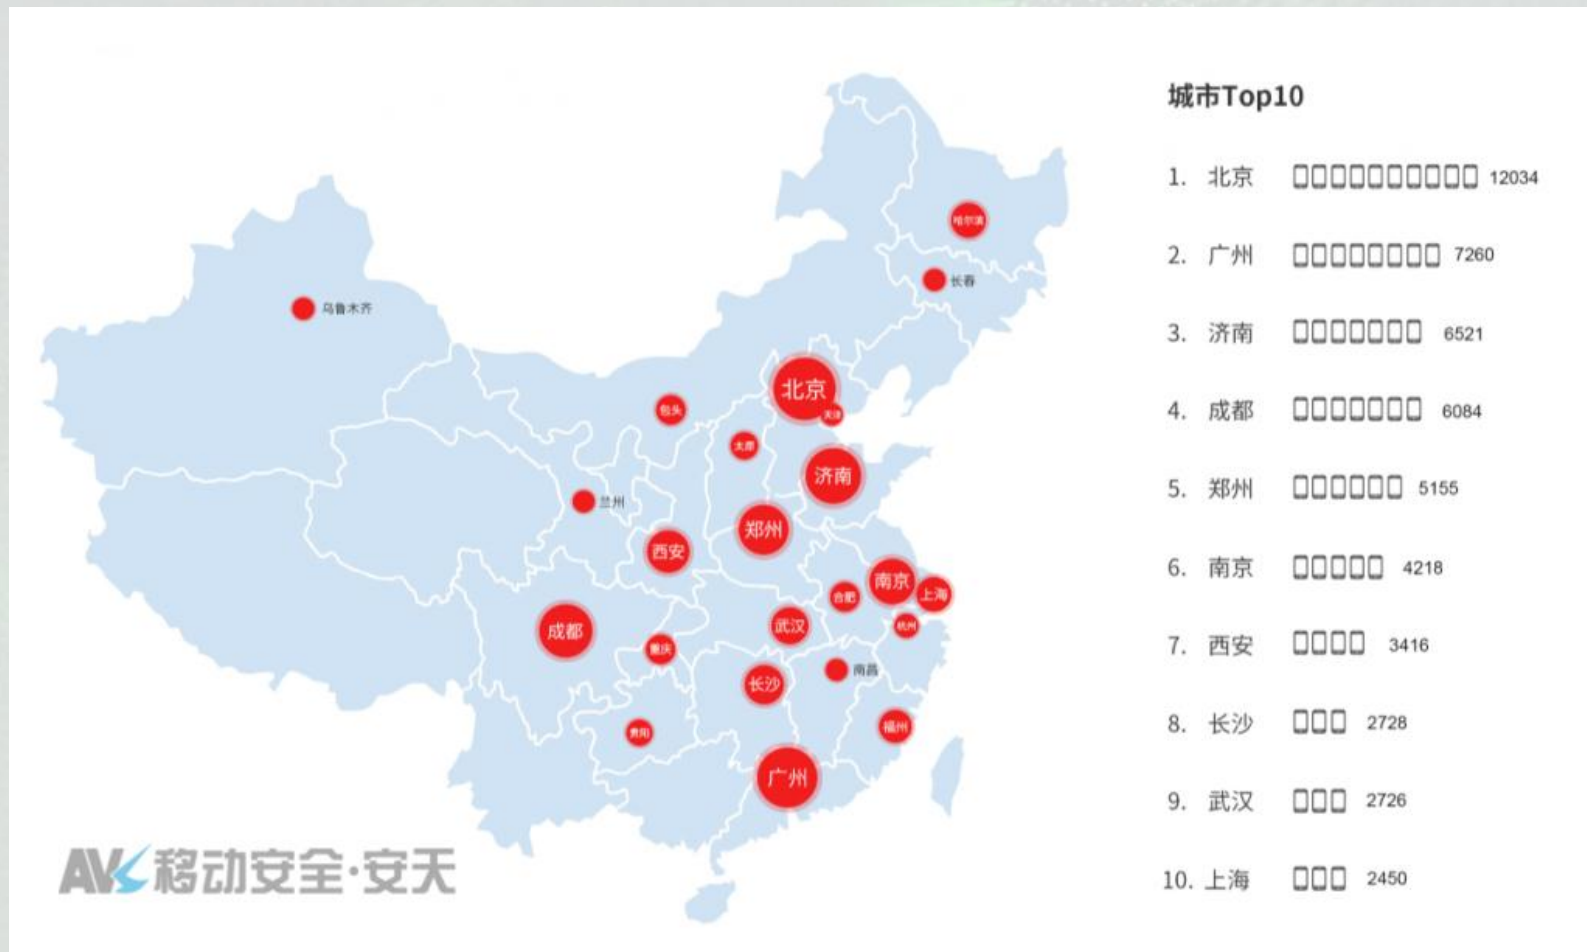 城市Top10
1. 北京 12034
2. 广州 7260
3. 济南 6521
4. 成都 6084
5. 郑州 5155
6. 南京 4218
7. 西安 3416
8. 长沙 2728
9. 武汉 2726
10. 上海 2450
哈尔滨
长春
乌鲁木齐
北京
天津
包头
太原
济南
兰州
郑州
西安
南京
上海
合肥
成都
武汉
杭州
重庆
南昌
长沙
贵阳
福州
广州
AVL移动安全·安天